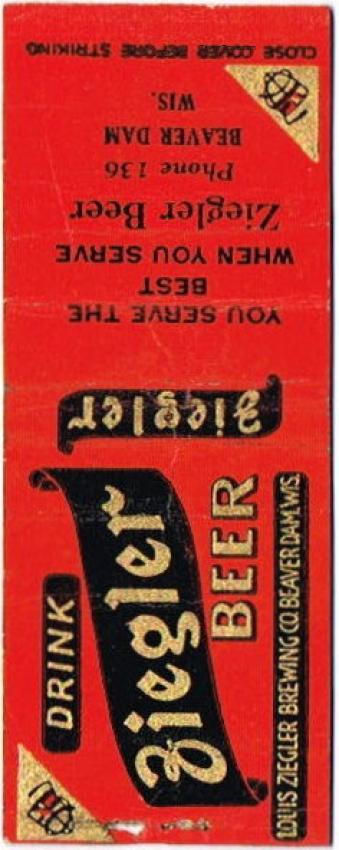 CLOSE COVER BEFORE STRIKING
YOU SERVE THE
BEST
WHEN YOU SERVE
Ziegler Beer
Phone 136
BEAVER DAM
WIS.
Ziegler
DRINK
Ziegler
BEER
LOUIS ZIEGLER BREWING CO. BEAVER DAM, WIS.